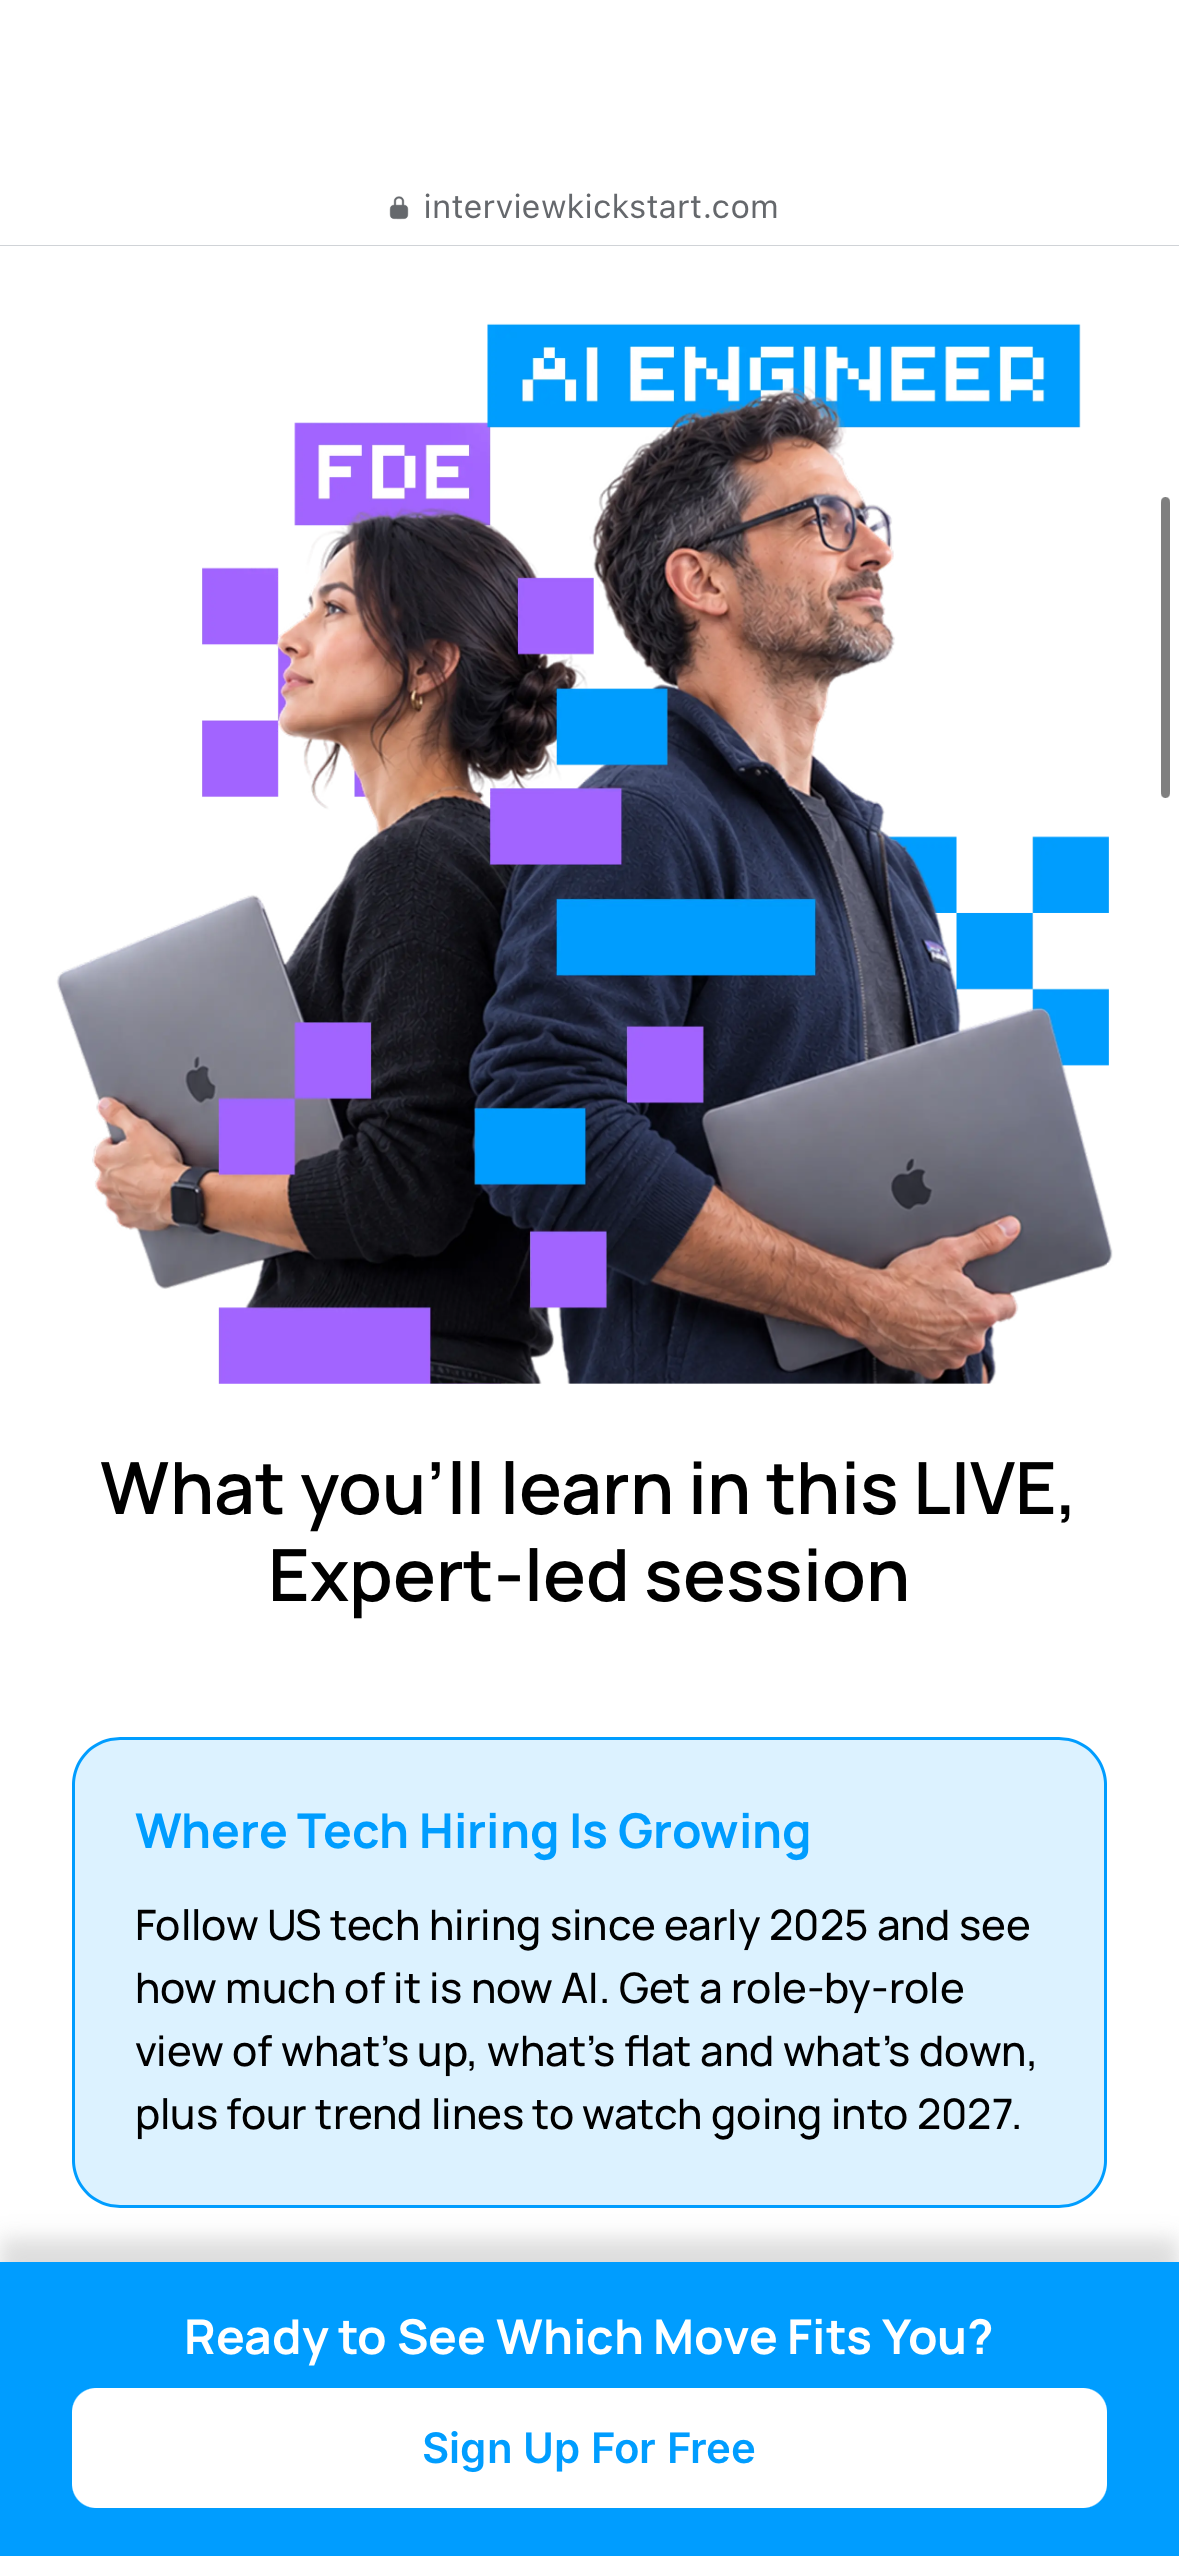 interviewkickstart.com
AI ENGINEER
FDE
What you’ll learn in this LIVE,
Expert-led session
Where Tech Hiring Is Growing
Follow US tech hiring since early 2025 and see
how much of it is now AI. Get a role-by-role
view of what’s up, what’s flat and what’s down,
plus four trend lines to watch going into 2027.
Ready to See Which Move Fits You?
Sign Up For Free